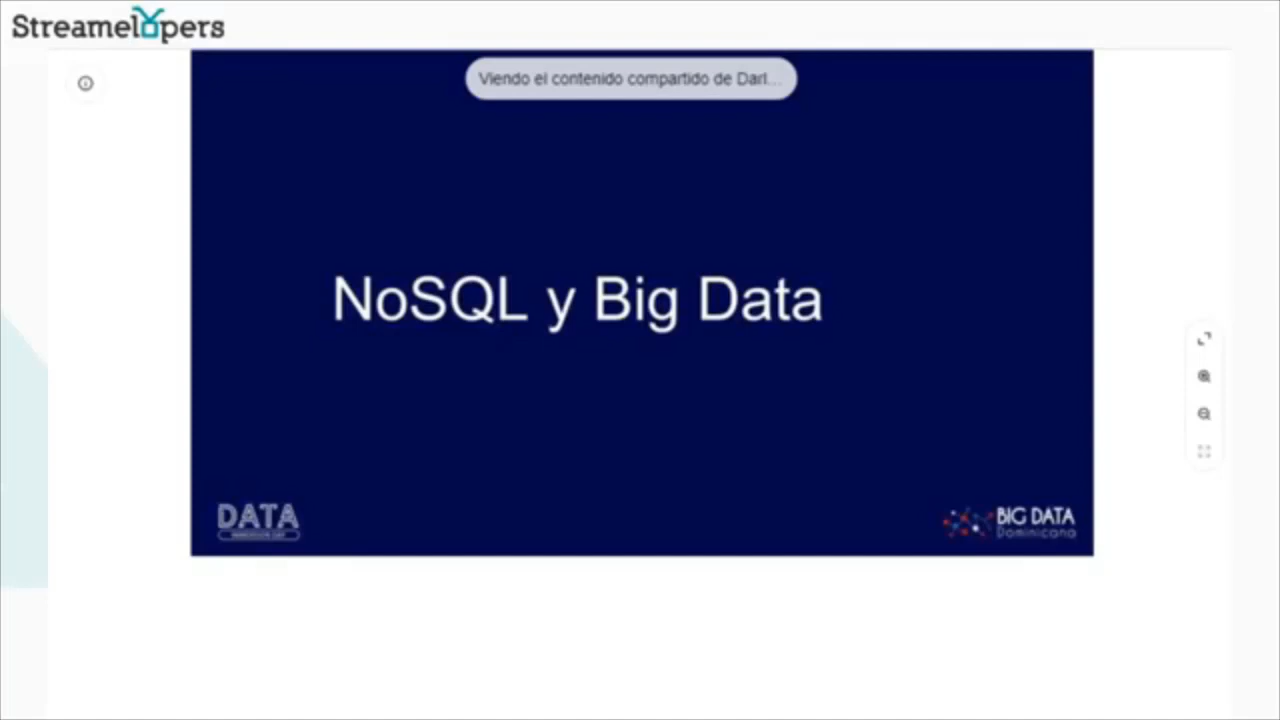 Streamelopers
Viendo el contenido compartido de Darl...
NoSQL y Big Data
DATA
BIG DATA
Dominicana